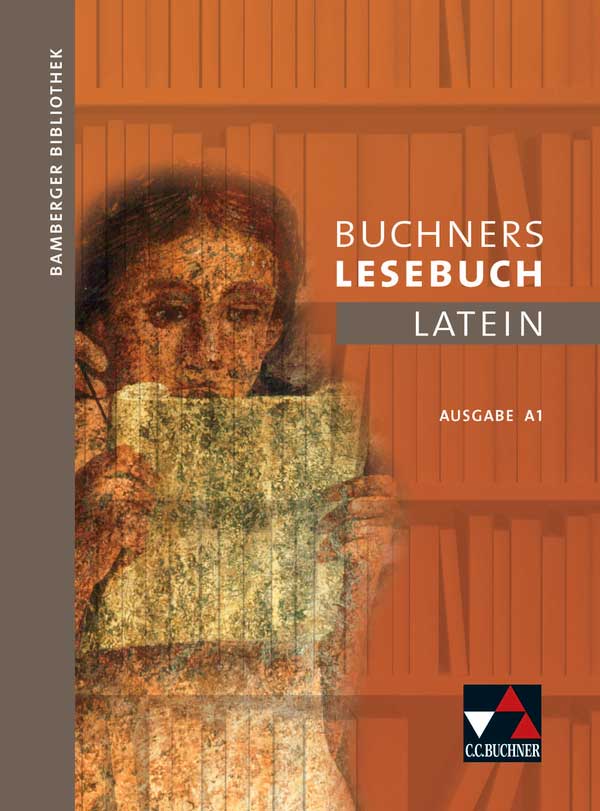 BAMBERGER BIBLIOTHEK
BUCHNERS
LESEBUCH
LATEIN
AUSGABE A1
C.C.BUCHNER